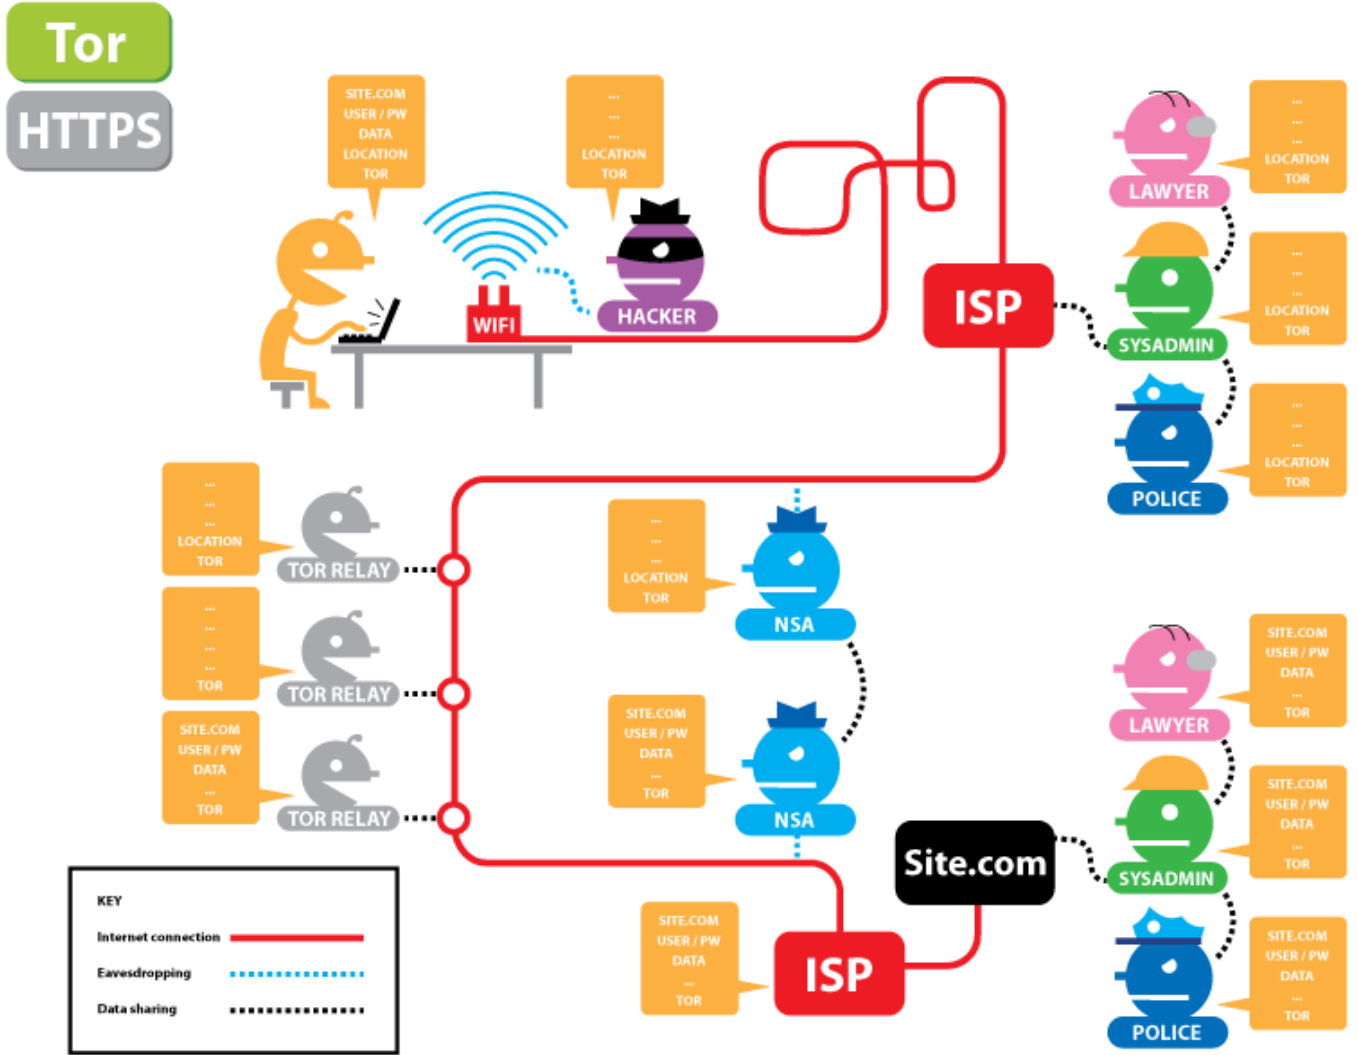 Tor
HTTPS
SITE.COM
USER / PW
DATA
LOCATION
TOR
...
...
...
LOCATION
TOR
WIFI
HACKER
ISP
...
...
...
LOCATION
TOR
LAWYER
...
...
...
LOCATION
TOR
SYSADMIN
...
...
...
LOCATION
TOR
POLICE
...
...
...
LOCATION
TOR
TOR RELAY
...
...
...
...
TOR
TOR RELAY
SITE.COM
USER / PW
DATA
...
TOR
TOR RELAY
...
...
...
LOCATION
TOR
NSA
SITE.COM
USER / PW
DATA
...
TOR
NSA
SITE.COM
USER / PW
DATA
...
TOR
ISP
Site.com
SITE.COM
USER / PW
DATA
...
TOR
LAWYER
SITE.COM
USER / PW
DATA
...
TOR
SYSADMIN
SITE.COM
USER / PW
DATA
...
TOR
POLICE
KEY
Internet connection
Eavesdropping
Data sharing